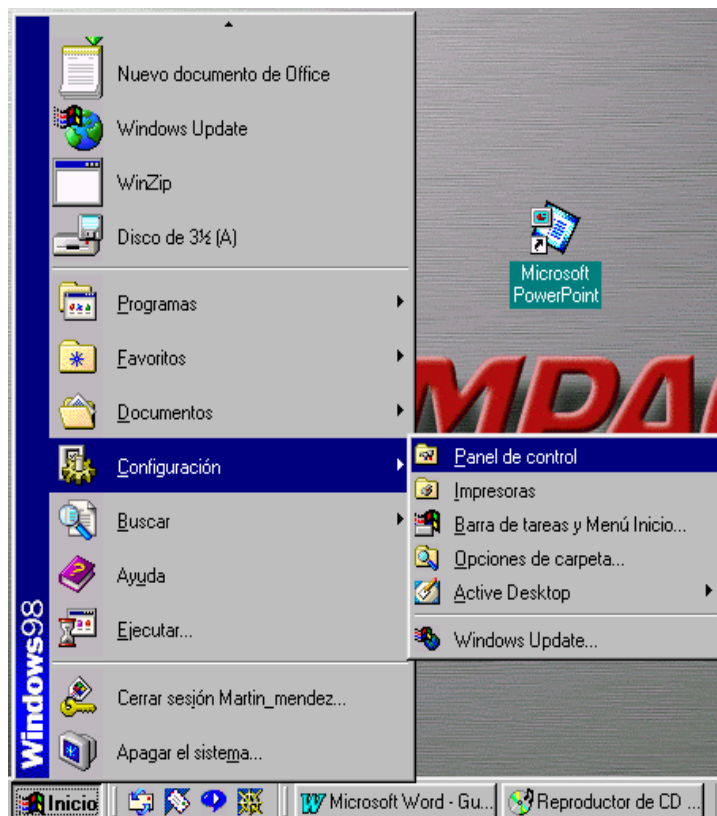 Nuevo documento de Office
Windows Update
WinZip
Disco de 3½ (A)
Programas
Favoritos
Documentos
Configuración
Buscar
Ayuda
Ejecutar...
Cerrar sesión Martin_mendez...
Apagar el sistema...
Windows98
Microsoft
PowerPoint
MPA
Panel de control
Impresoras
Barra de tareas y Menú Inicio...
Opciones de carpeta...
Active Desktop
Windows Update...
Inicio
Microsoft Word - Gu...
Reproductor de CD ...